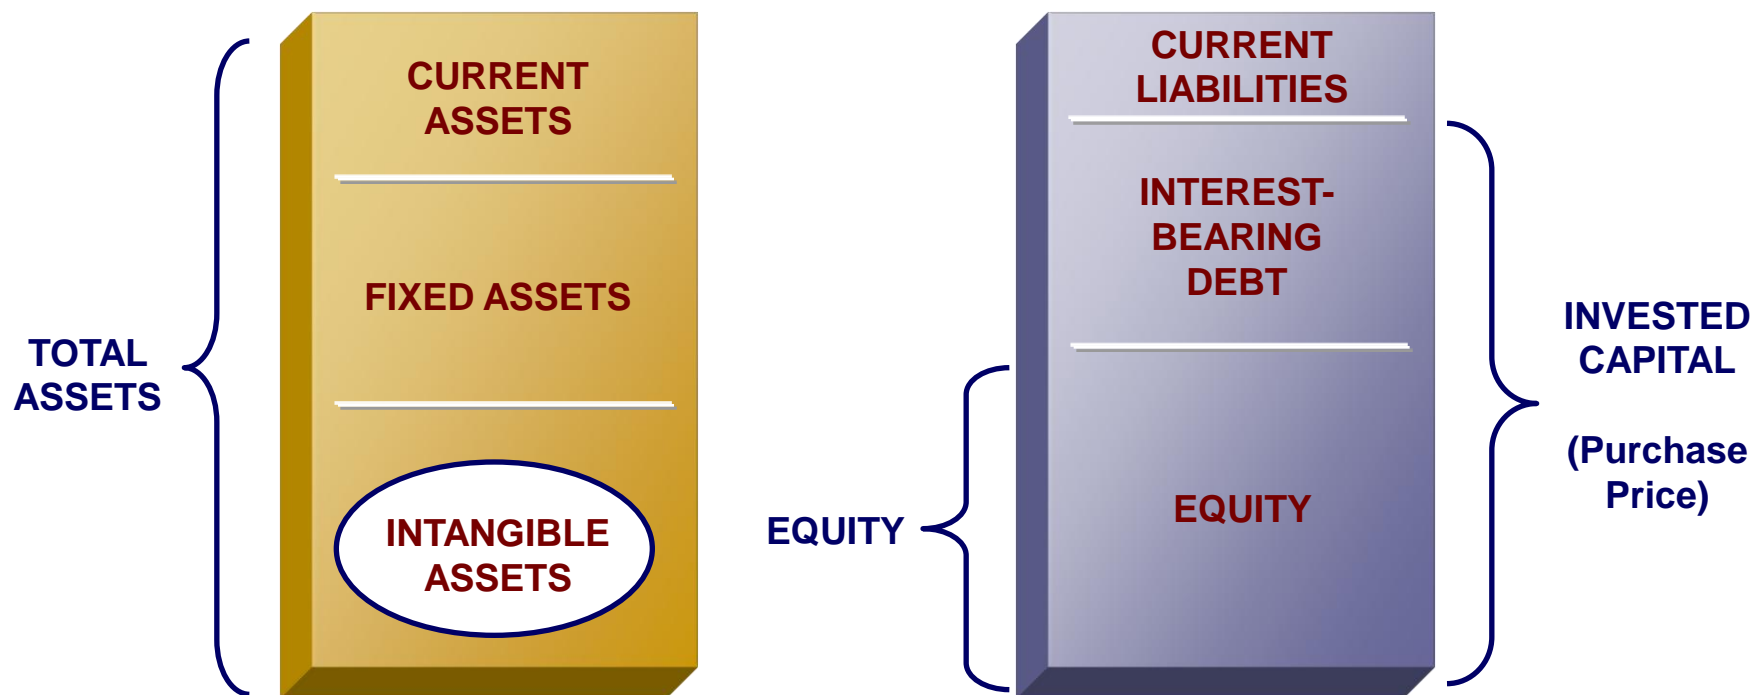 TOTAL
ASSETS
CURRENT
ASSETS
FIXED ASSETS
INTANGIBLE
ASSETS
EQUITY
CURRENT
LIABILITIES
INTEREST-
BEARING
DEBT
EQUITY
INVESTED
CAPITAL
(Purchase
Price)